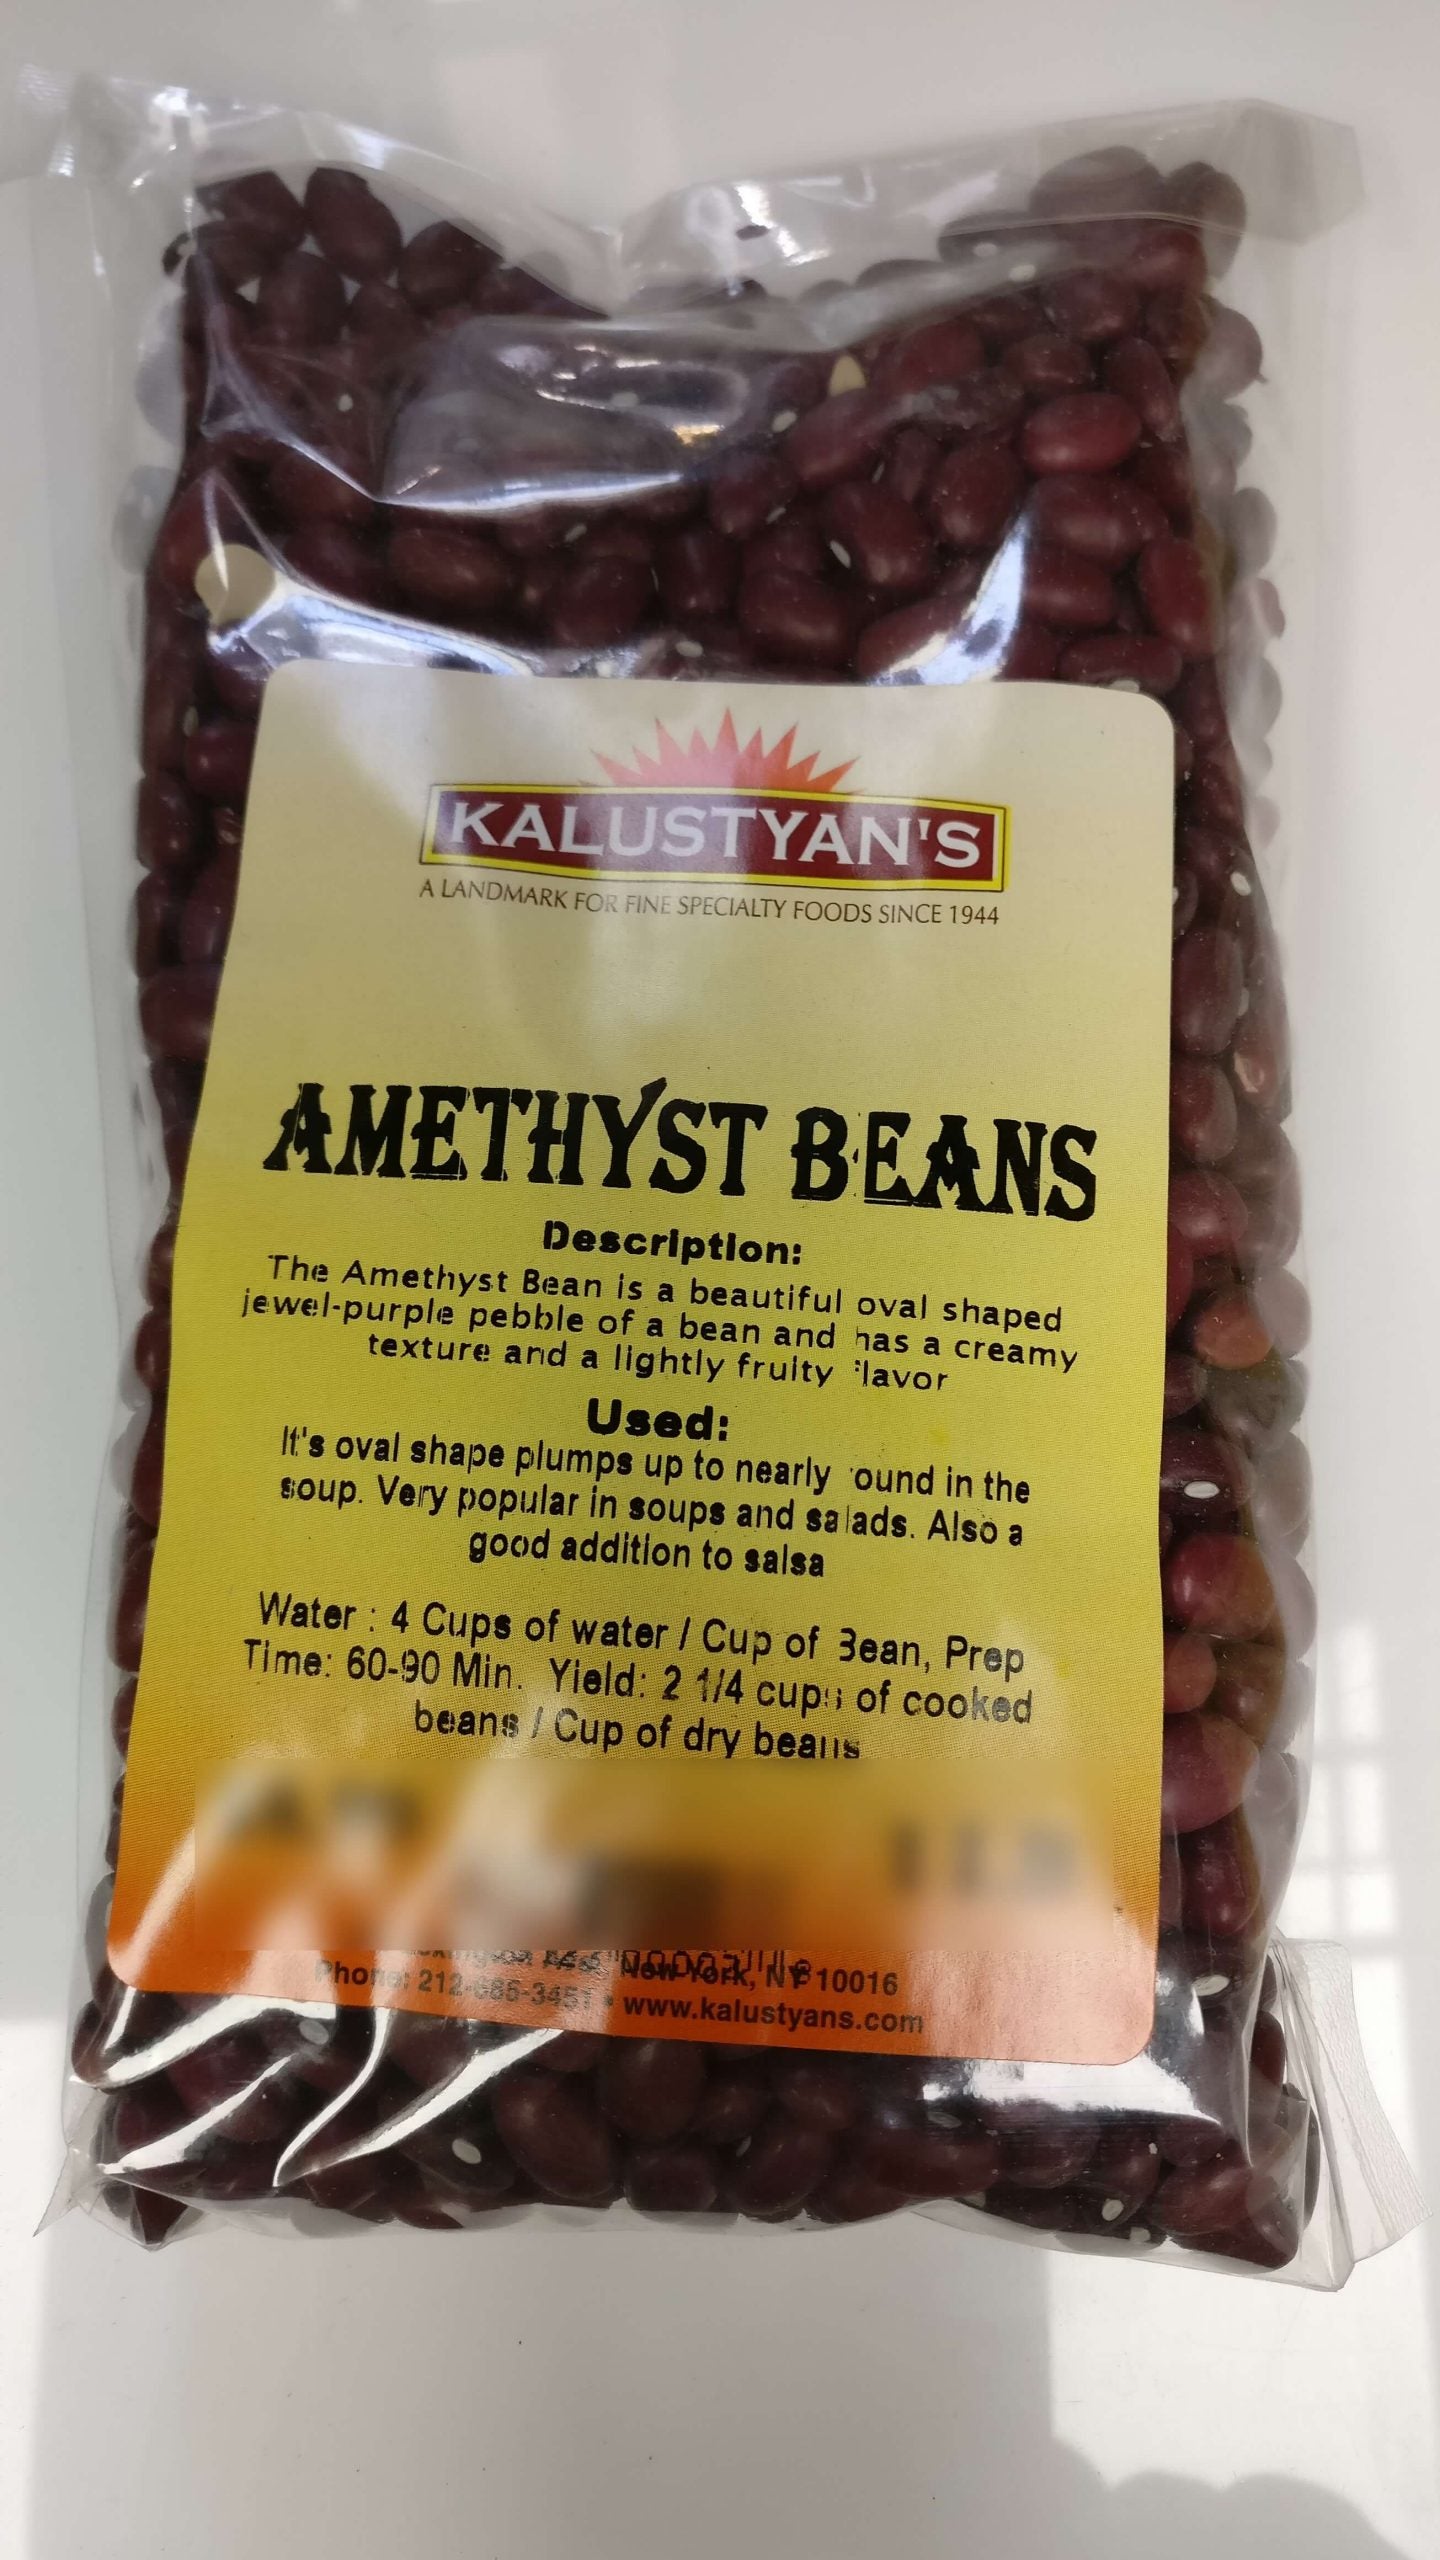 KALUSTYAN'S
A LANDMARK FOR FINE SPECIALTY FOODS SINCE 1944
AMETHYST BEANS
Description:
The Amethyst Bean is a beautiful oval shaped
jewel-purple pebble of a bean and has a creamy
texture and a lightly fruity flavor
Used:
It's oval shape plumps up to nearly round in the
soup. Very popular in soups and salads. Also a
good addition to salsa
Water : 4 Cups of water / Cup of Bean, Prep
Time: 60-90 Min. Yield: 2 1/4 cups of cooked
beans / Cup of dry beans
New York, NY 10016
Phone: 212-685-3451 • www.kalustyans.com